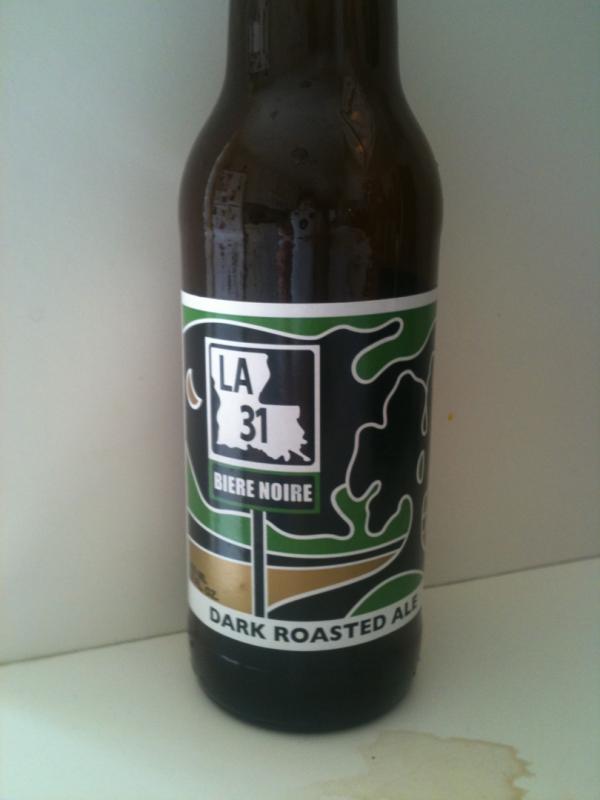 LA
31
BIERE NOIRE
DARK ROASTED ALE